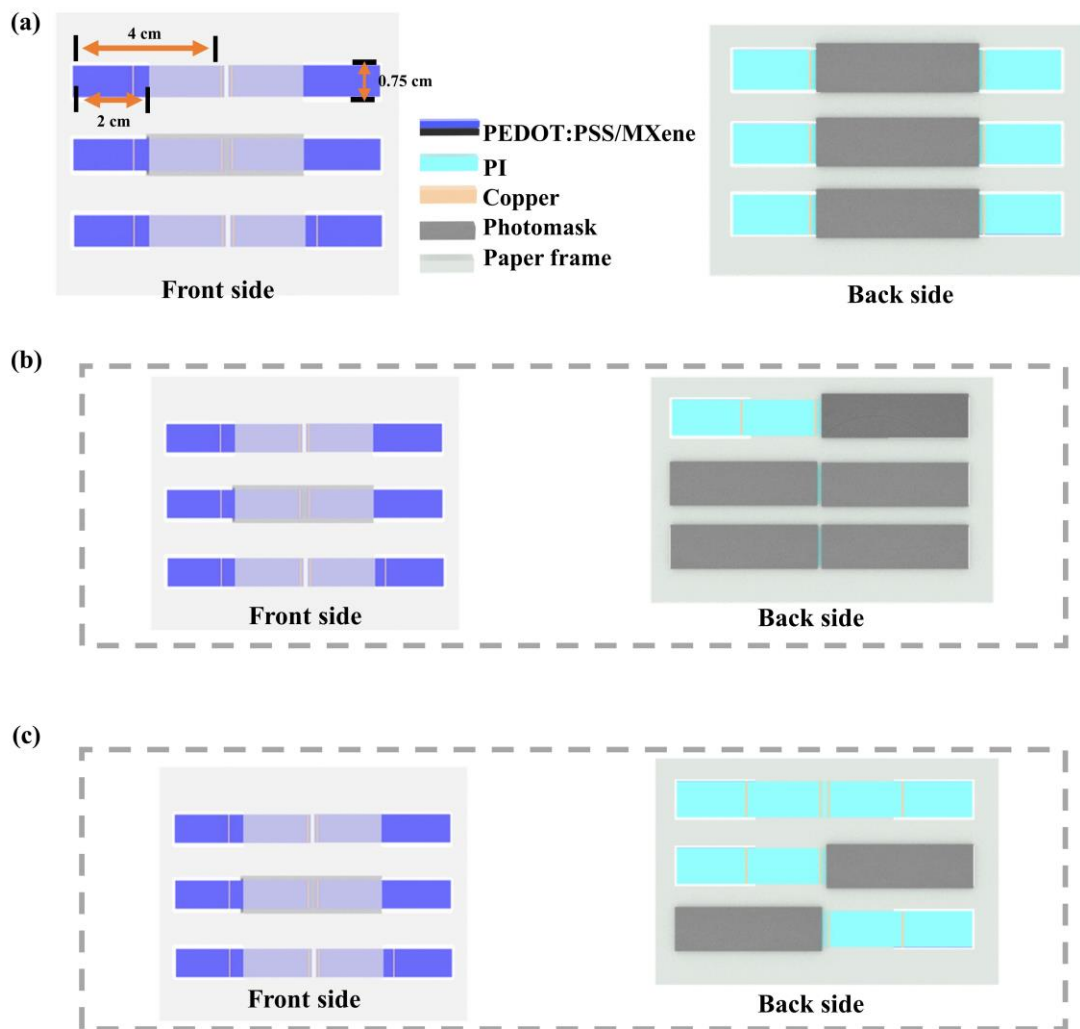 (a)
4 cm
0.75 cm
2 cm
PEDOT:PSS/MXene
PI
Copper
Photomask
Paper frame
Front side
Back side
(b)
Front side
Back side
(c)
Front side
Back side